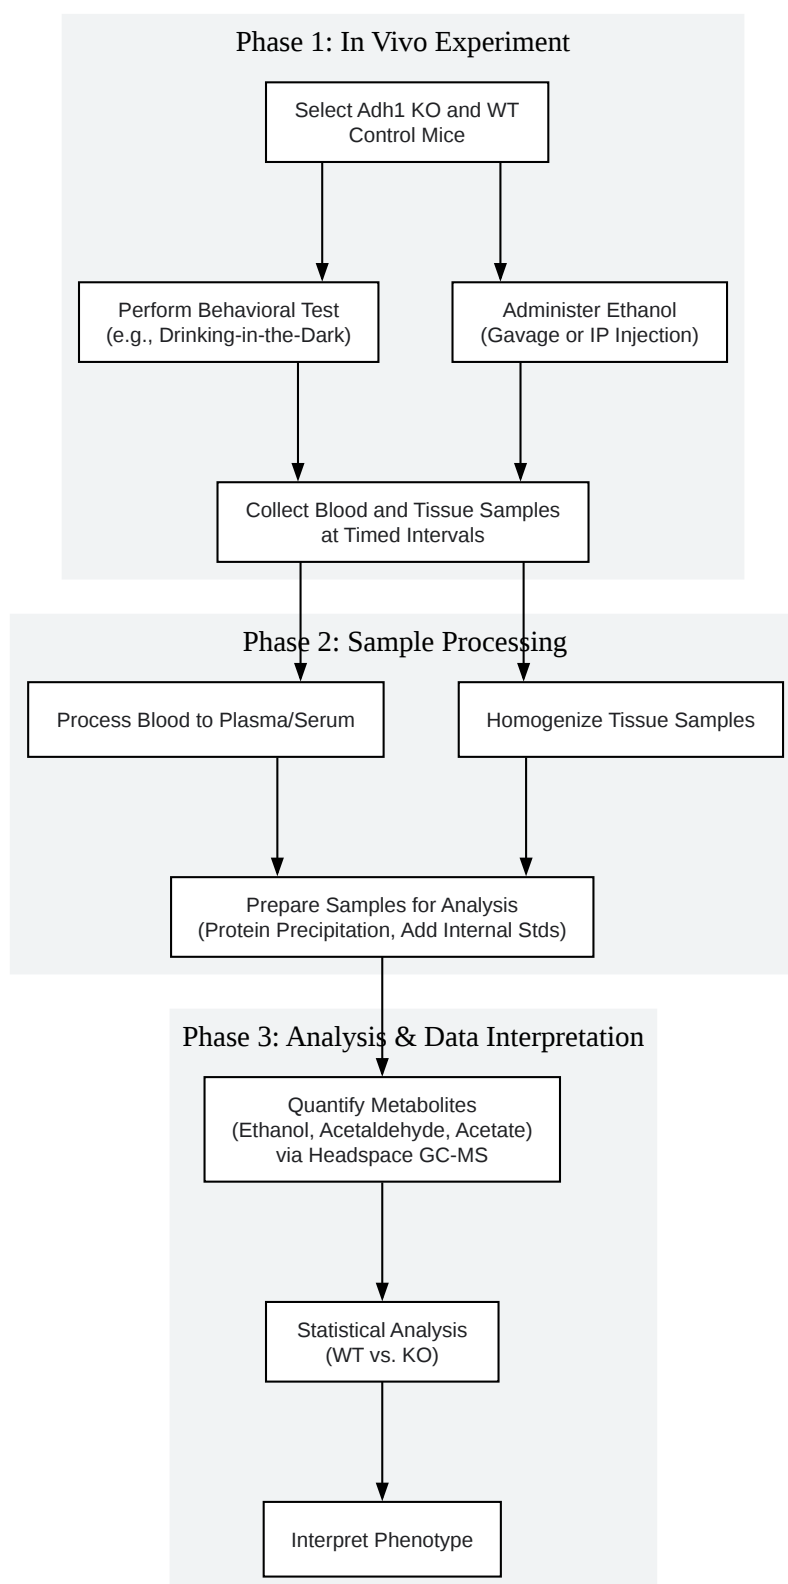 Phase 1: In Vivo Experiment
Select Adh1 KO and WT
Control Mice
Perform Behavioral Test
(e.g., Drinking-in-the-Dark)
Administer Ethanol
(Gavage or IP Injection)
Collect Blood and Tissue Samples
at Timed Intervals
Phase 2: Sample Processing
Process Blood to Plasma/Serum
Homogenize Tissue Samples
Prepare Samples for Analysis
(Protein Precipitation, Add Internal Stds)
Phase 3: Analysis & Data Interpretation
Quantify Metabolites
(Ethanol, Acetaldehyde, Acetate)
via Headspace GC-MS
Statistical Analysis
(WT vs. KO)
Interpret Phenotype